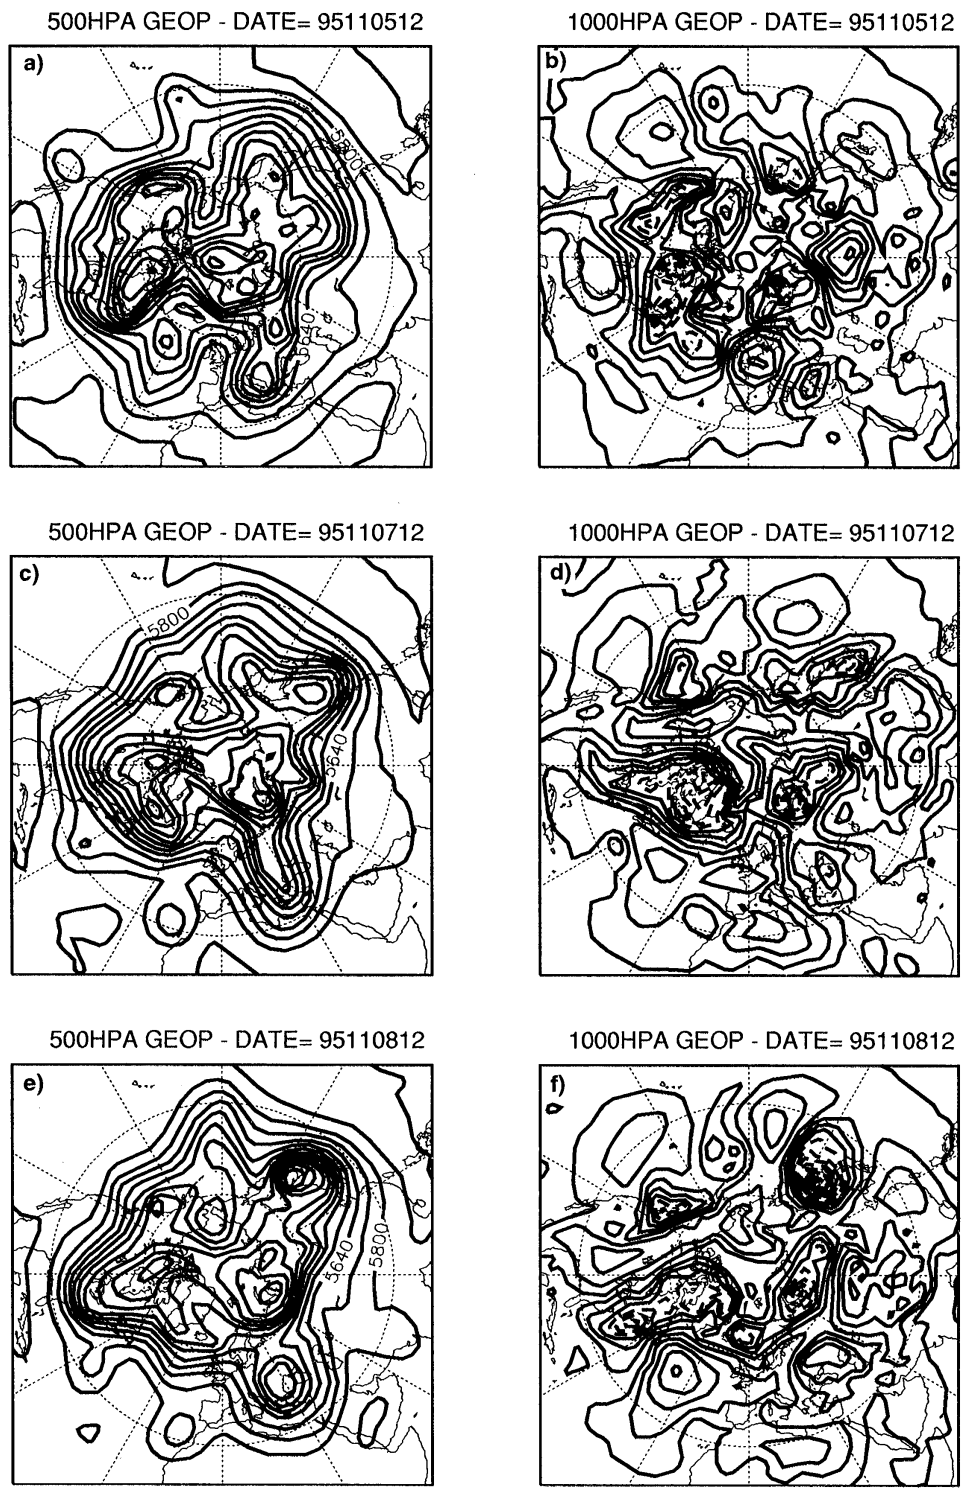 500HPA GEOP - DATE= 95110512
1000HPA GEOP - DATE= 95110512
a)
b)
5800
5640
500HPA GEOP - DATE= 95110712
1000HPA GEOP - DATE= 95110712
c)
d)
5800
5640
500HPA GEOP - DATE= 95110812
1000HPA GEOP - DATE= 95110812
e)
f)
5800
5640